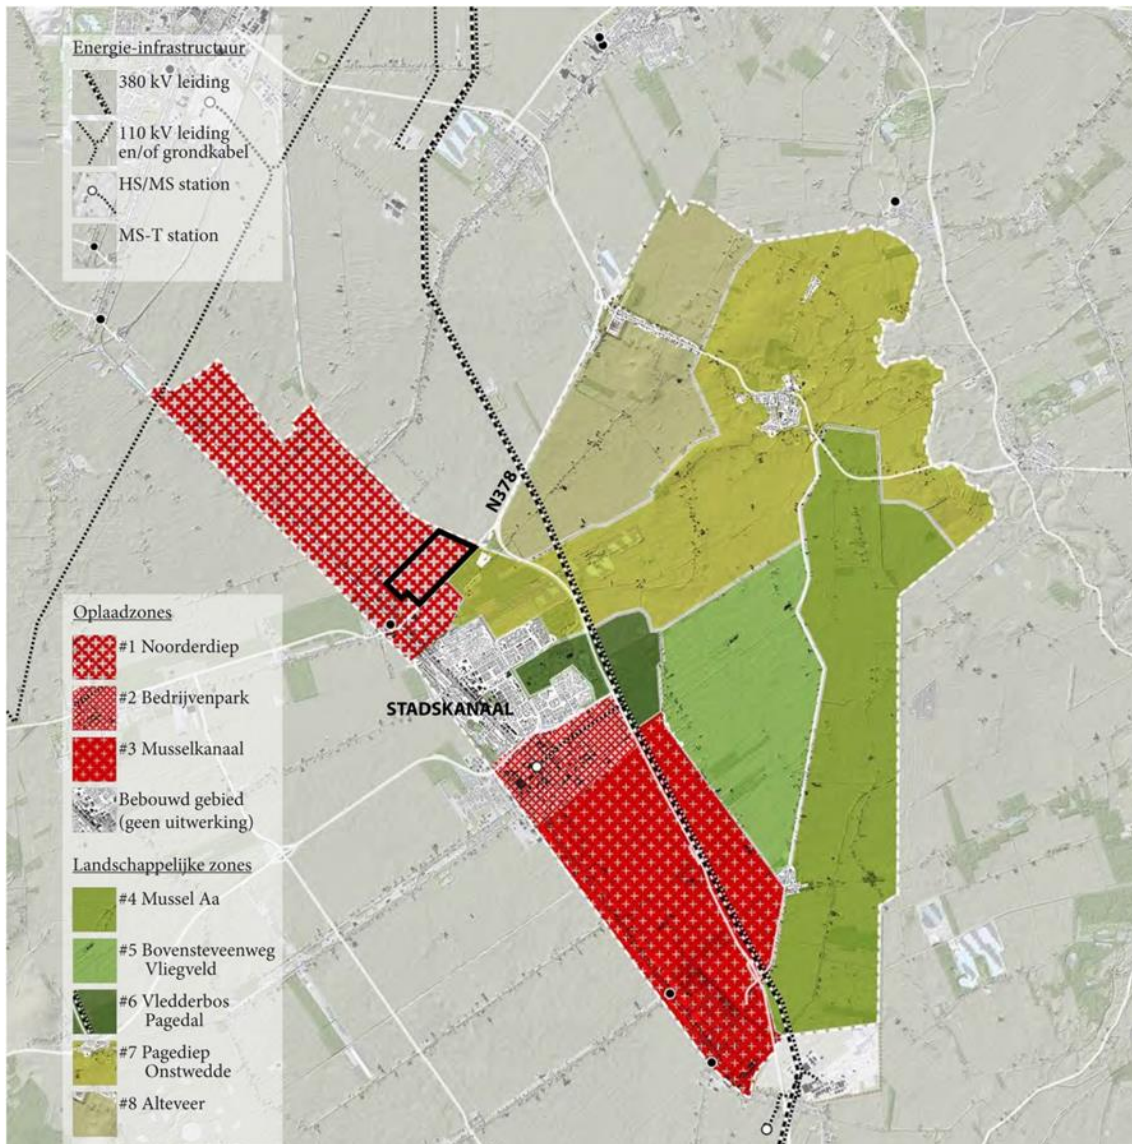 Energie-infrastructuur
380 kV leiding
110 kV leiding
en/of grondkabel
HS/MS station
MS-T station
N378
STADSKANAAL
Oplaadzones
#1 Noorderdiep
#2 Bedrijvenpark
#3 Musselkanaal
Bebouwd gebied
(geen uitwerking)
Landschappelijke zones
#4 Mussel Aa
#5 Bovensteveenweg
Vliegveld
#6 Vledderbos
Pagedal
#7 Pagediep
Onstwedde
#8 Alteveer